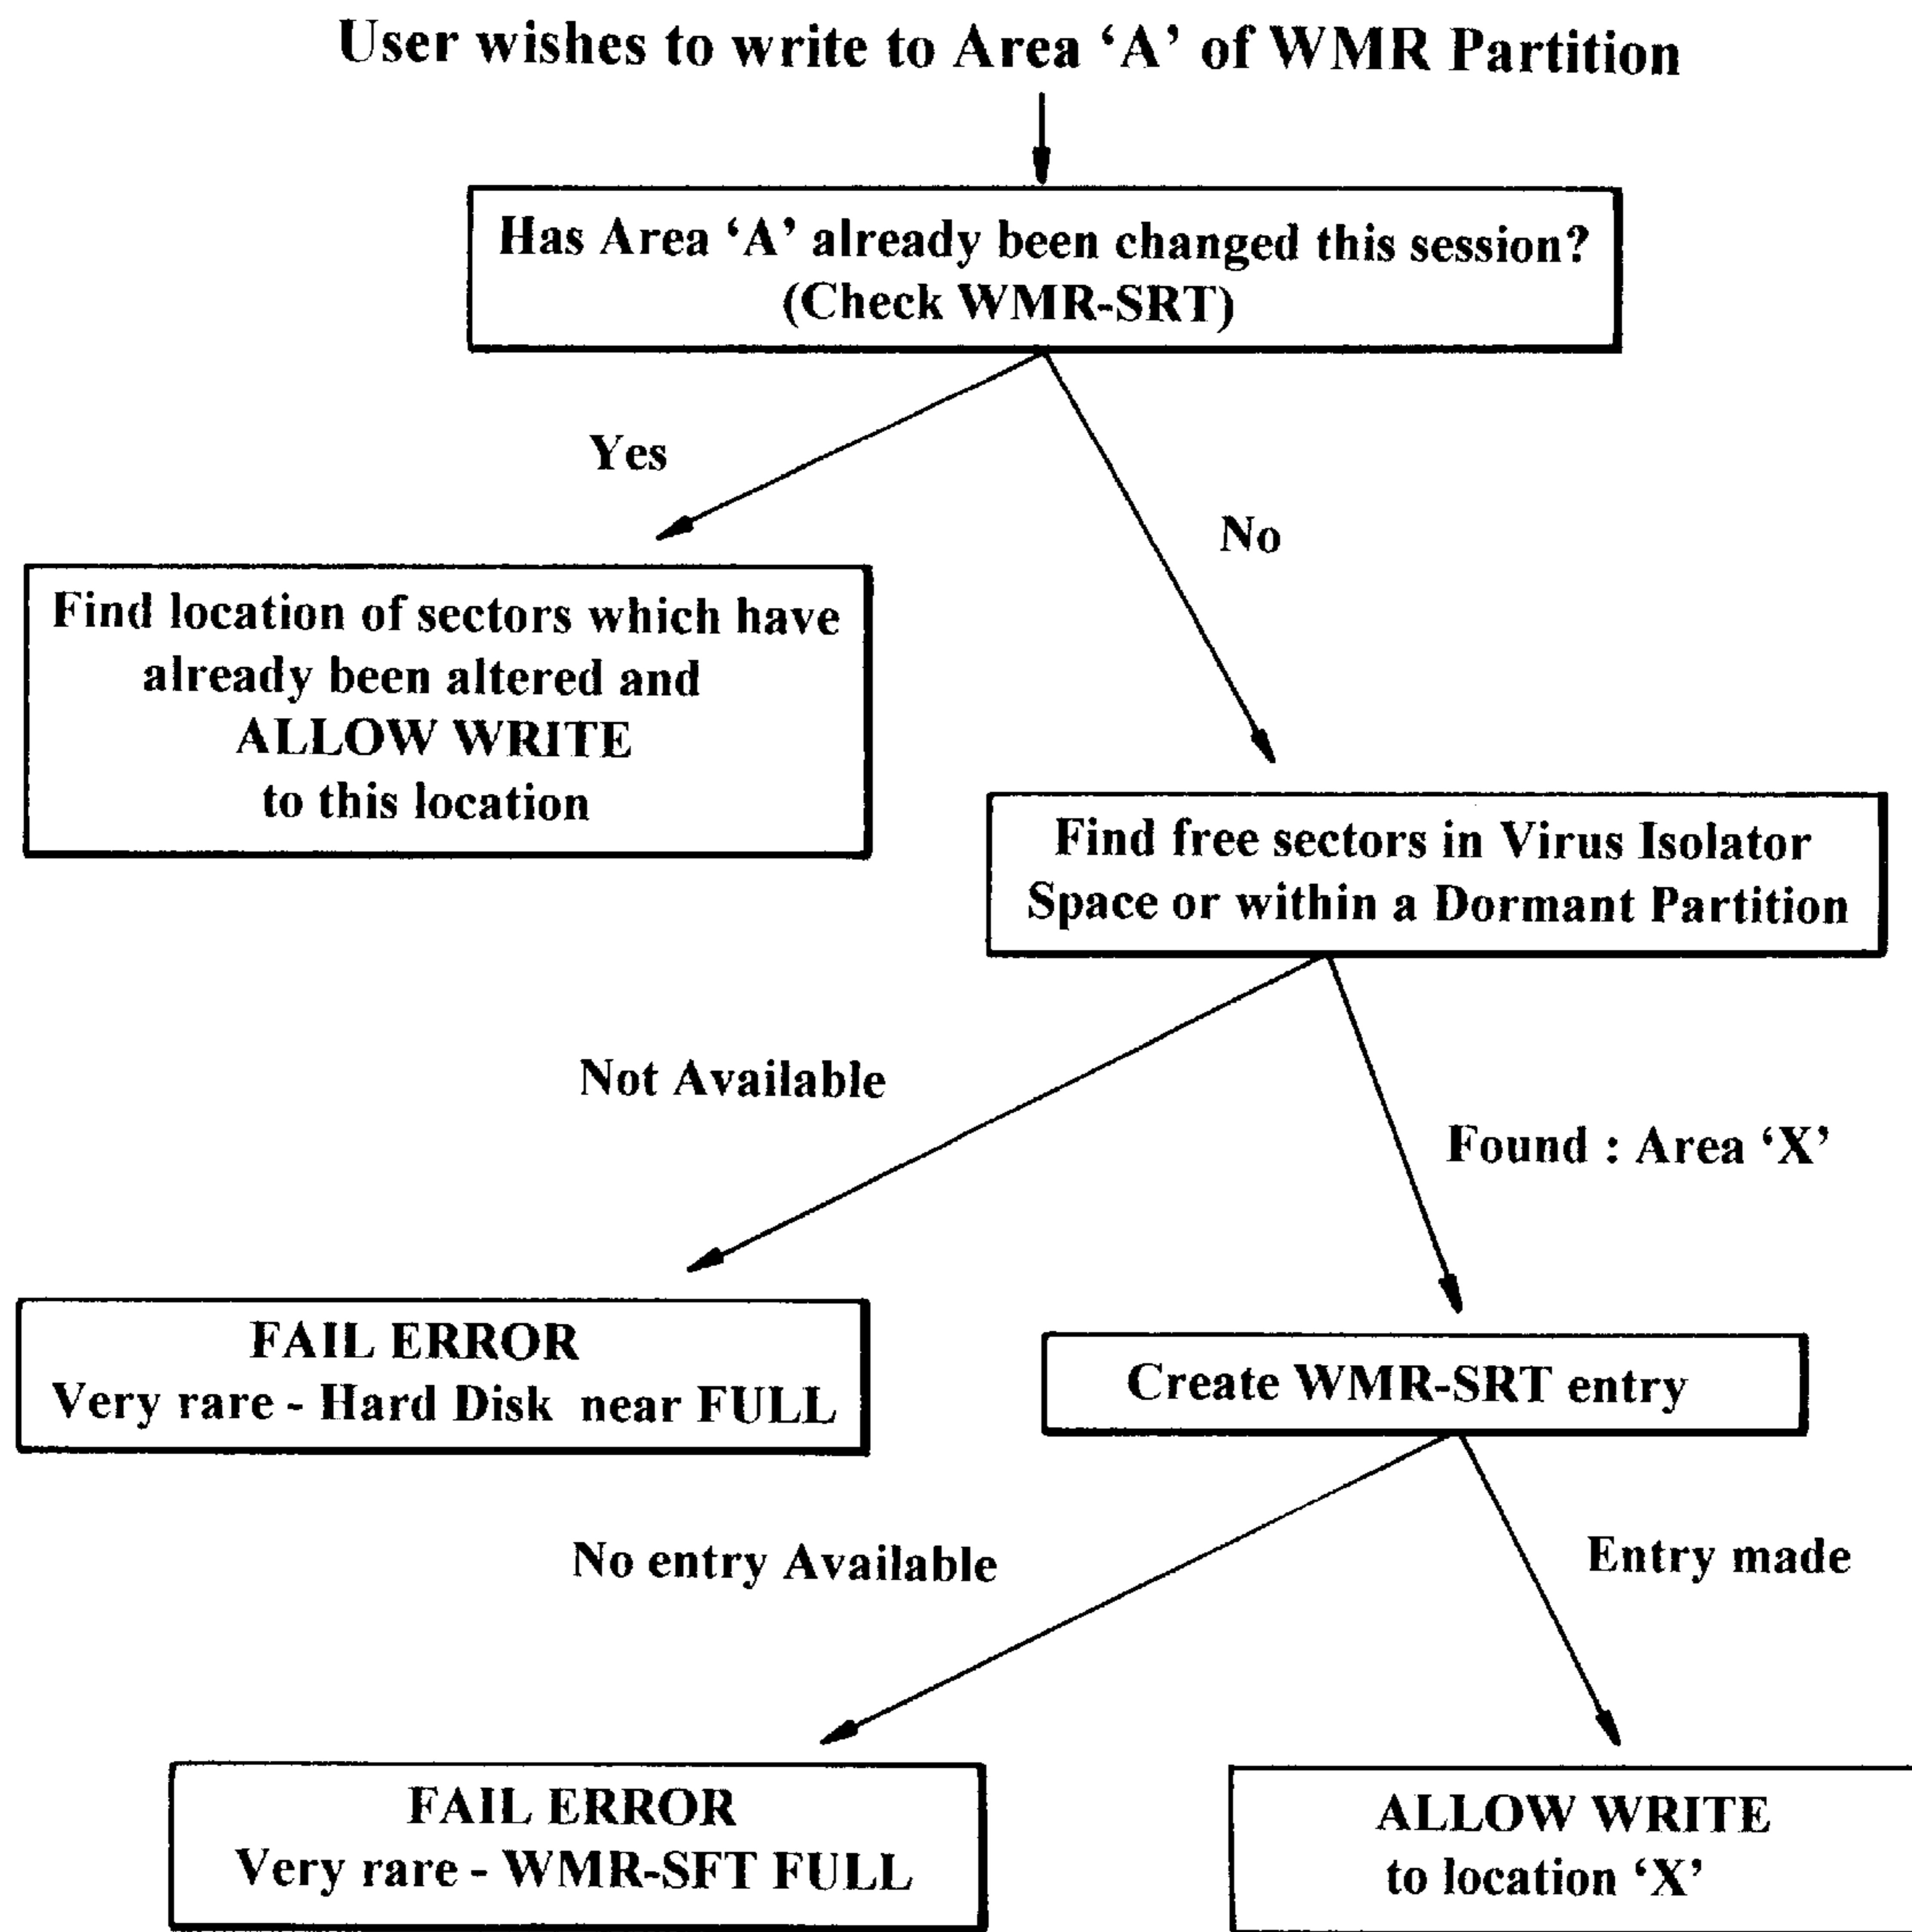 User wishes to write to Area ‘A’ of WMR Partition
Has Area ‘A’ already been changed this session?
(Check WMR-SRT)
Yes
No
Find location of sectors which have
already been altered and
ALLOW WRITE
to this location
Find free sectors in Virus Isolator
Space or within a Dormant Partition
Not Available
Found : Area ‘X’
FAIL ERROR
Very rare - Hard Disk near FULL
Create WMR-SRT entry
No entry Available
Entry made
FAIL ERROR
Very rare - WMR-SFT FULL
ALLOW WRITE
to location ‘X’